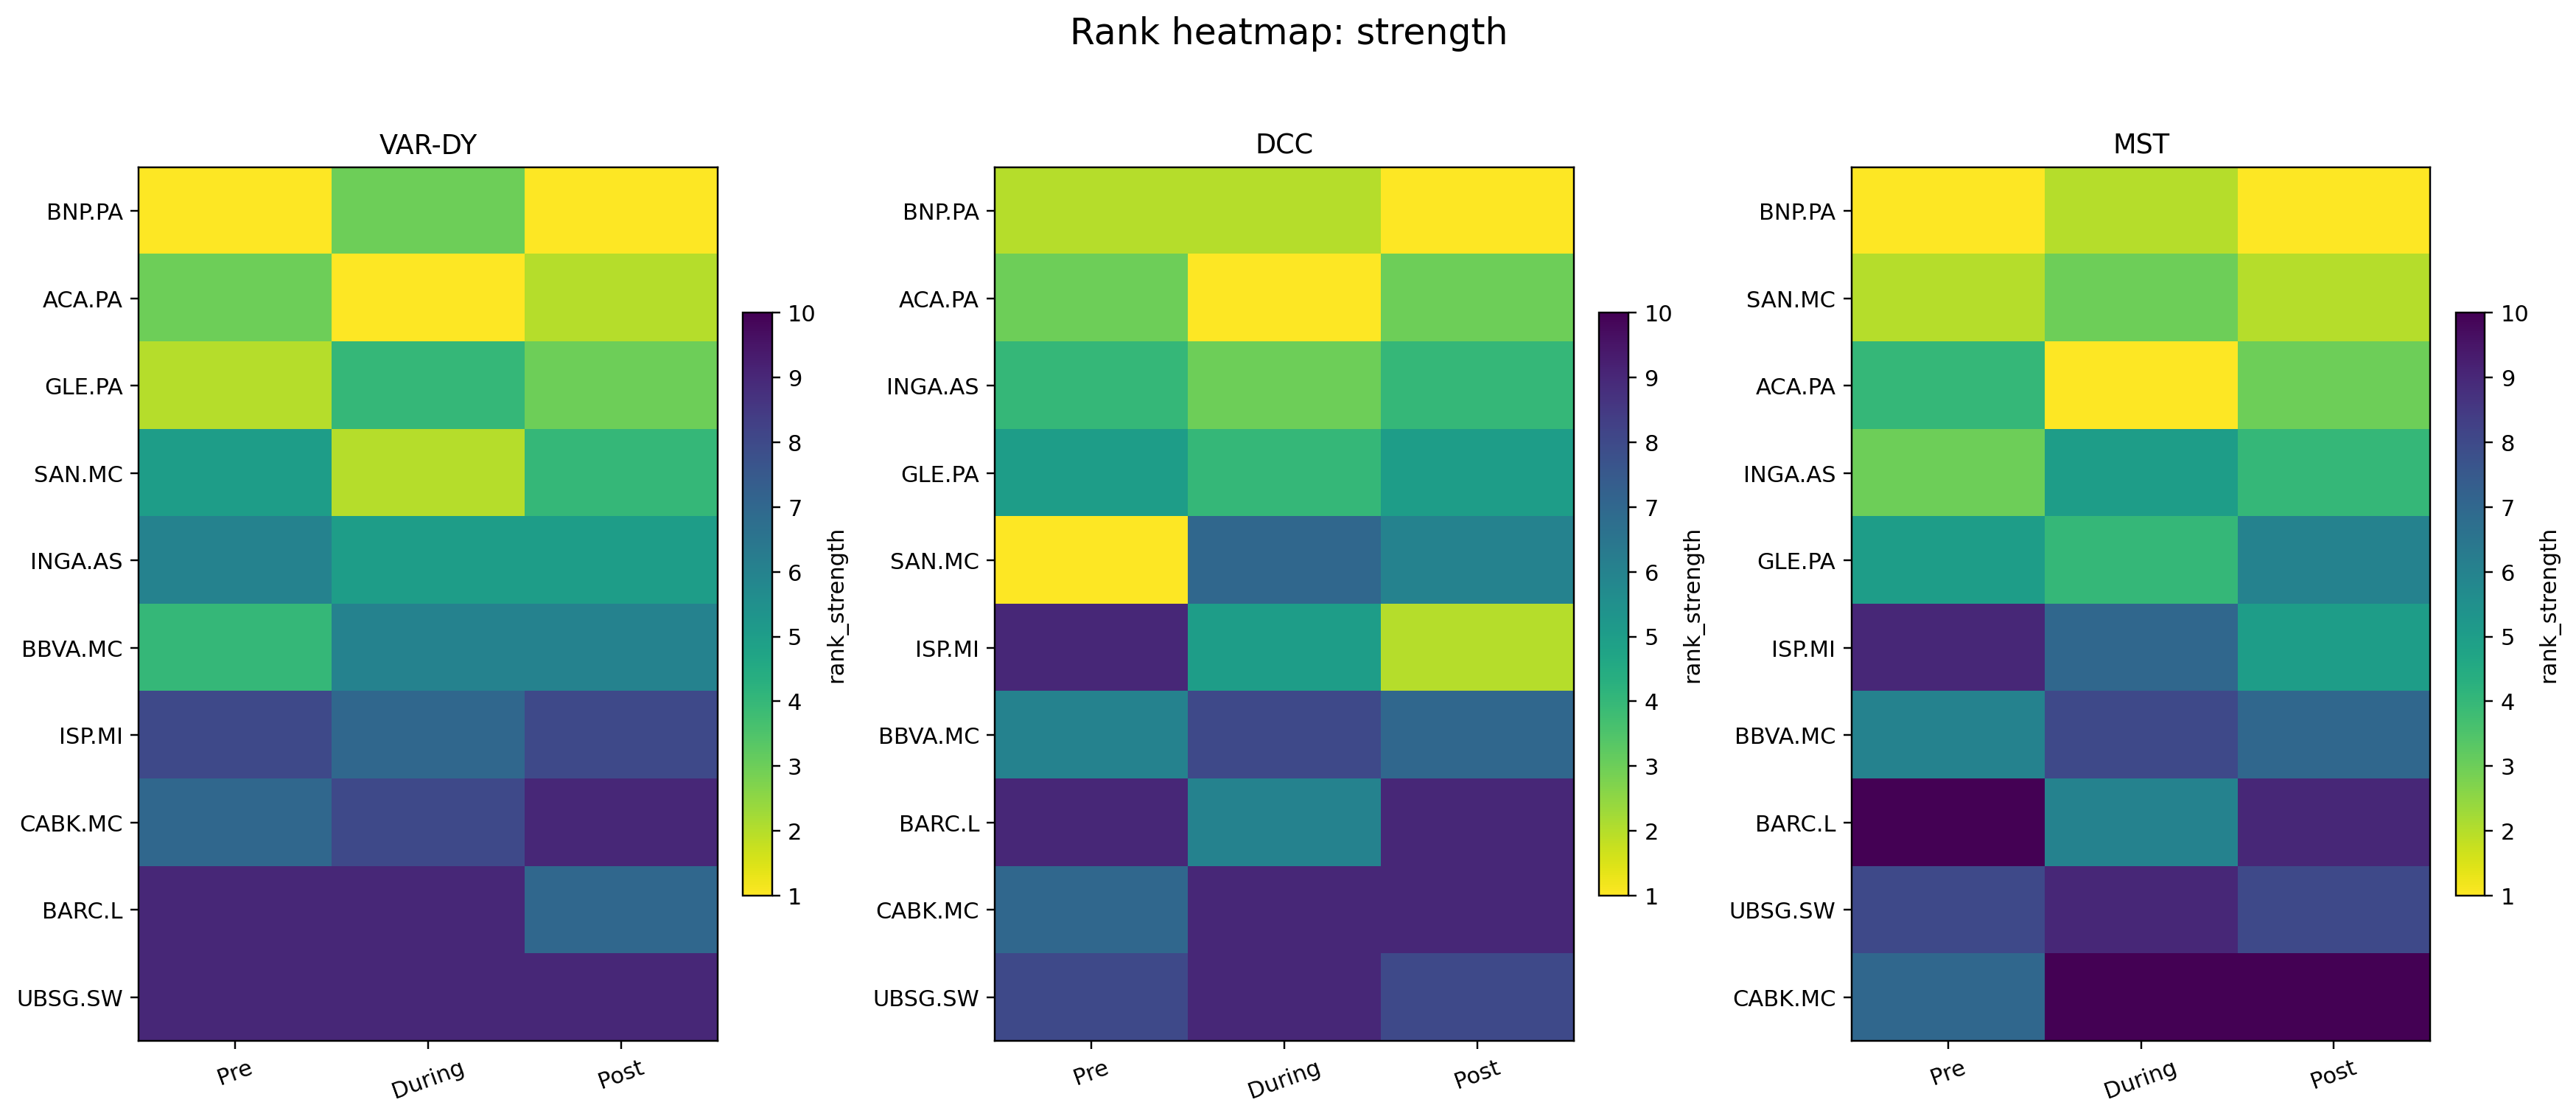 Rank heatmap: strength
VAR-DY
BNP.PA
ACA.PA
GLE.PA
SAN.MC
INGA.AS
BBVA.MC
ISP.MI
CABK.MC
BARC.L
UBSG.SW
Pre
During
Post
10
9
8
7
6
5
4
3
2
1
rank_strength
DCC
BNP.PA
ACA.PA
INGA.AS
GLE.PA
SAN.MC
ISP.MI
BBVA.MC
BARC.L
CABK.MC
UBSG.SW
Pre
During
Post
10
9
8
7
6
5
4
3
2
1
rank_strength
MST
BNP.PA
SAN.MC
ACA.PA
INGA.AS
GLE.PA
ISP.MI
BBVA.MC
BARC.L
UBSG.SW
CABK.MC
Pre
During
Post
10
9
8
7
6
5
4
3
2
1
rank_strength